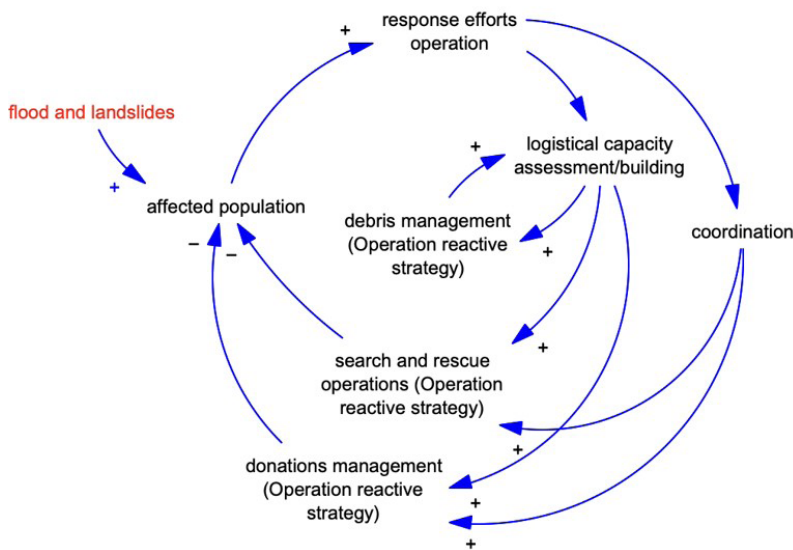 response efforts
operation
+
flood and landslides
+
logistical capacity
assessment/building
+
affected population
debris management
(Operation reactive
strategy)
+
coordination
–
–
search and rescue
operations (Operation
reactive strategy)
+
+
donations management
(Operation reactive
strategy)
+
+